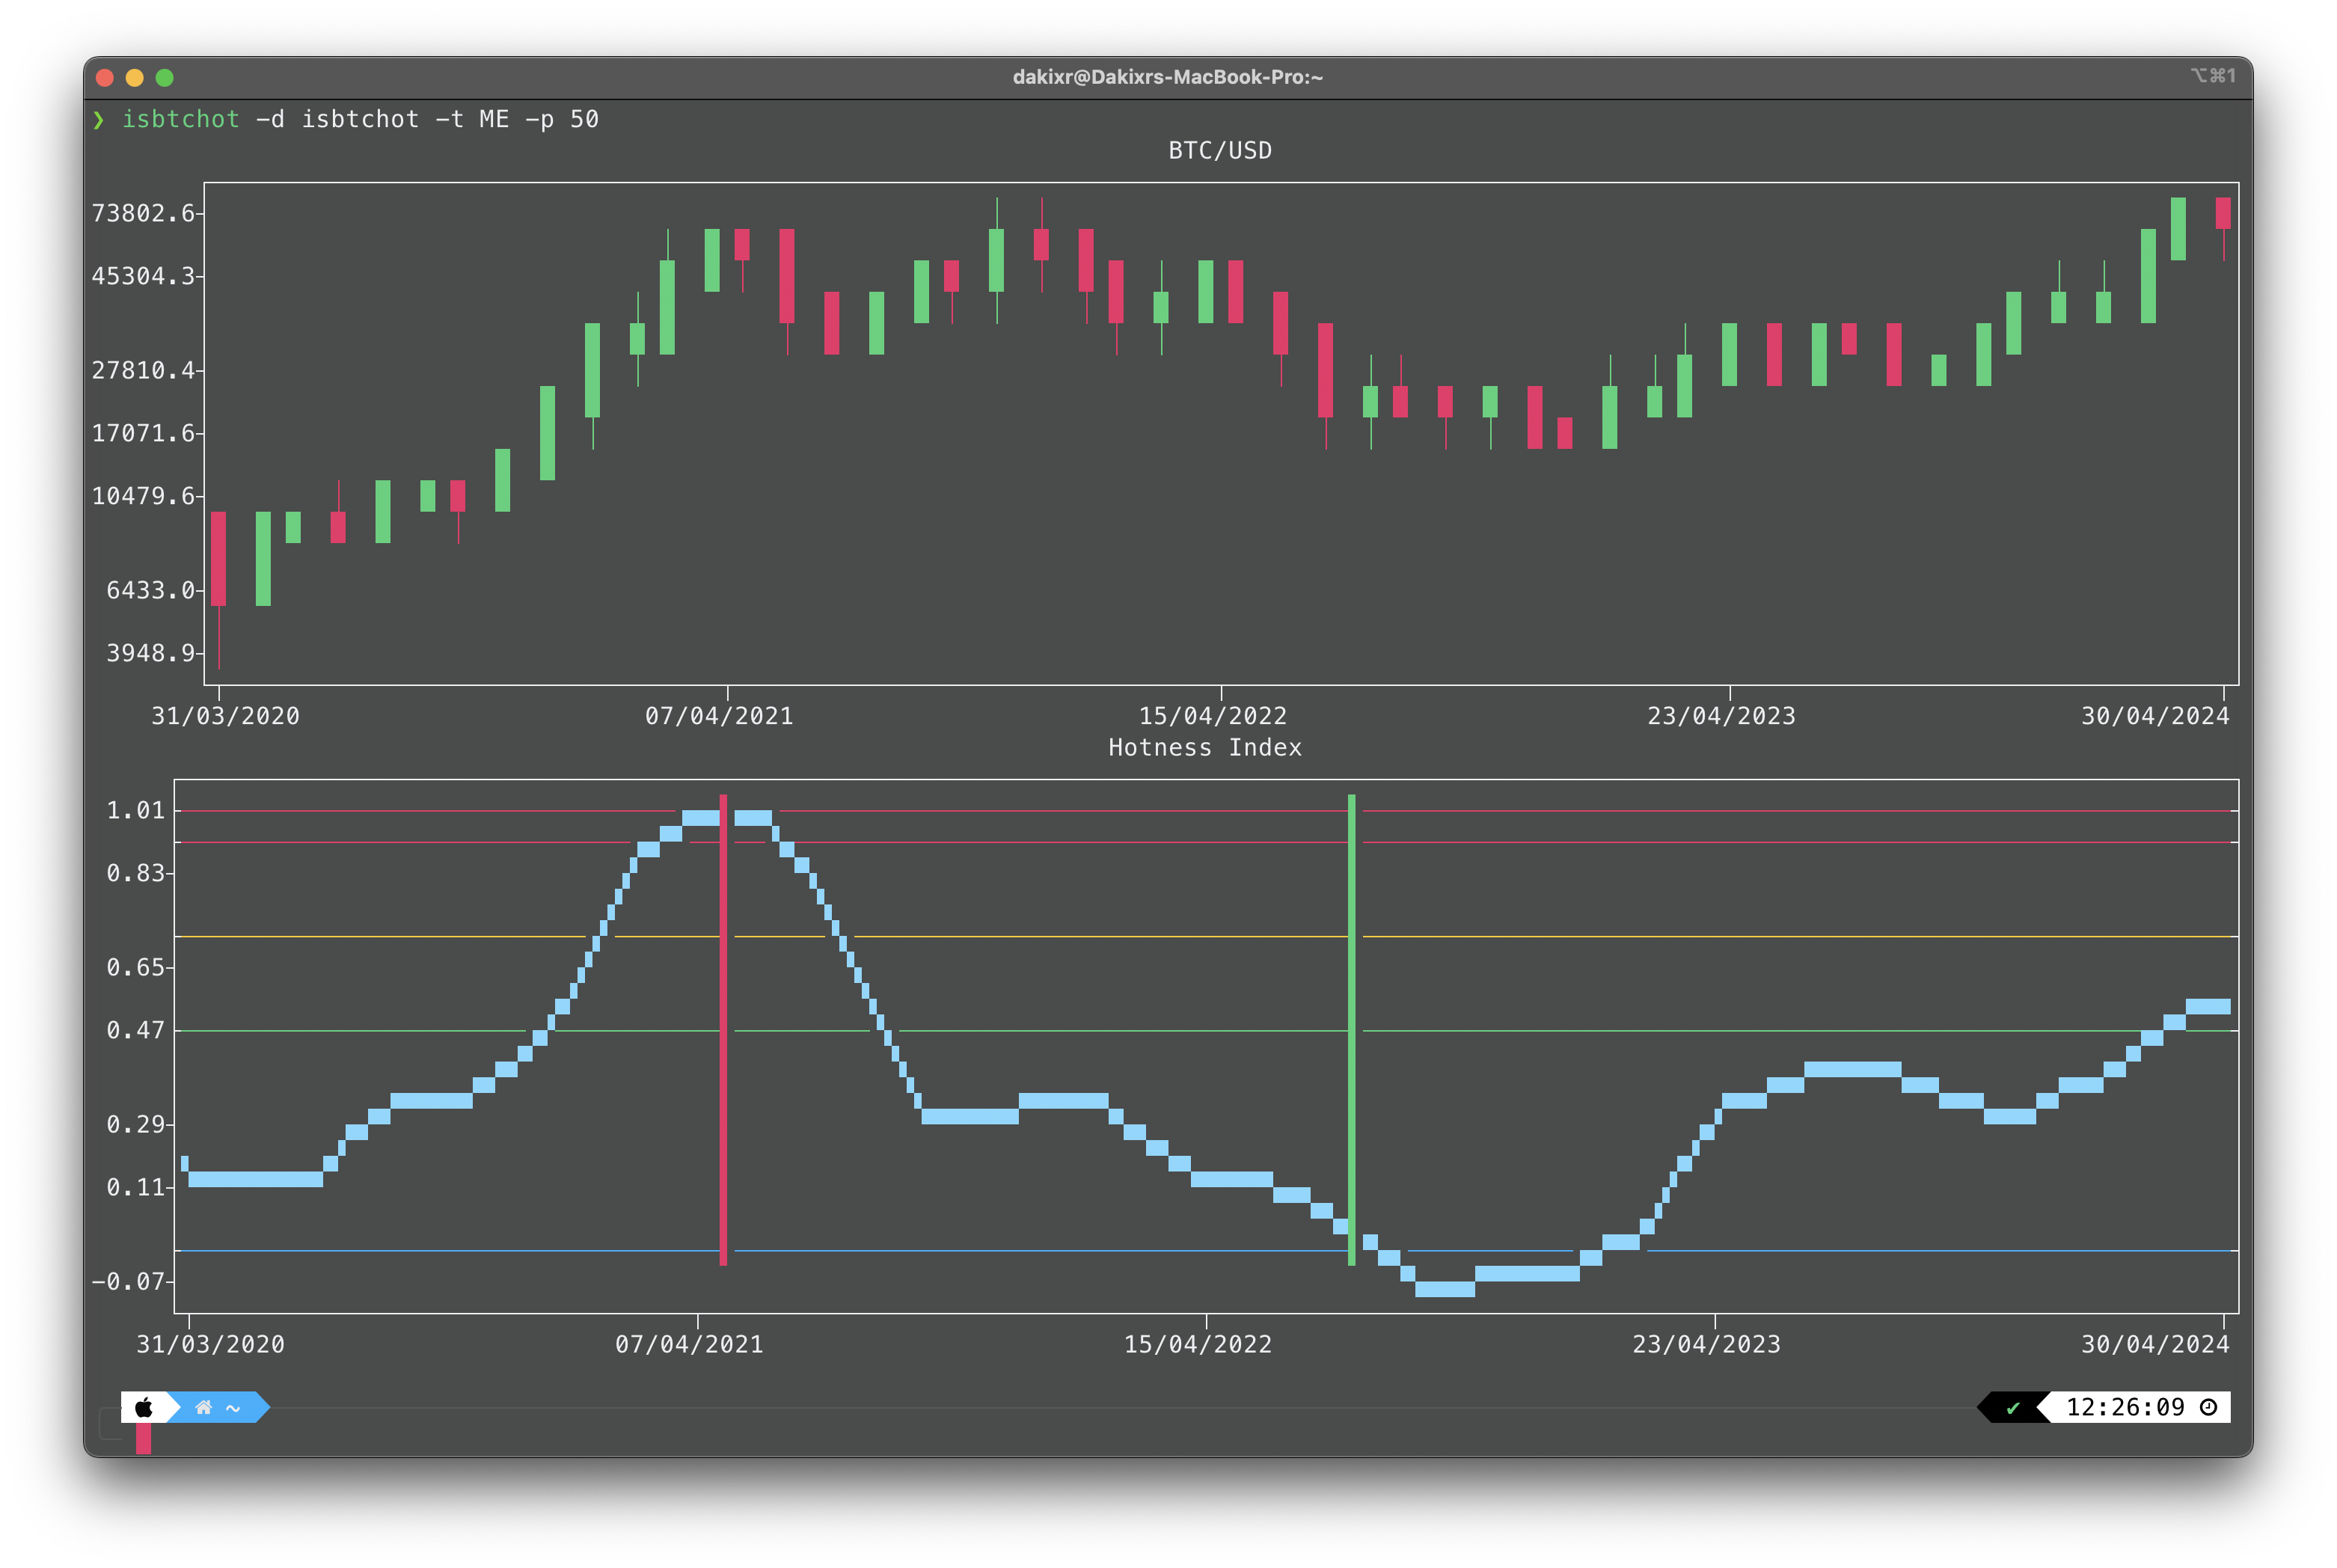 dakixr@Dakixrs-MacBook-Pro:~
⌥⌘1
❯ isbtchot -d isbtchot -t ME -p 50
BTC/USD
73802.6
45304.3
27810.4
17071.6
10479.6
6433.0
3948.9
31/03/2020 07/04/2021 15/04/2022 23/04/2023 30/04/2024
Hotness Index
1.01
0.83
0.65
0.47
0.29
0.11
-0.07
31/03/2020 07/04/2021 15/04/2022 23/04/2023 30/04/2024
~ ✔ 12:26:09